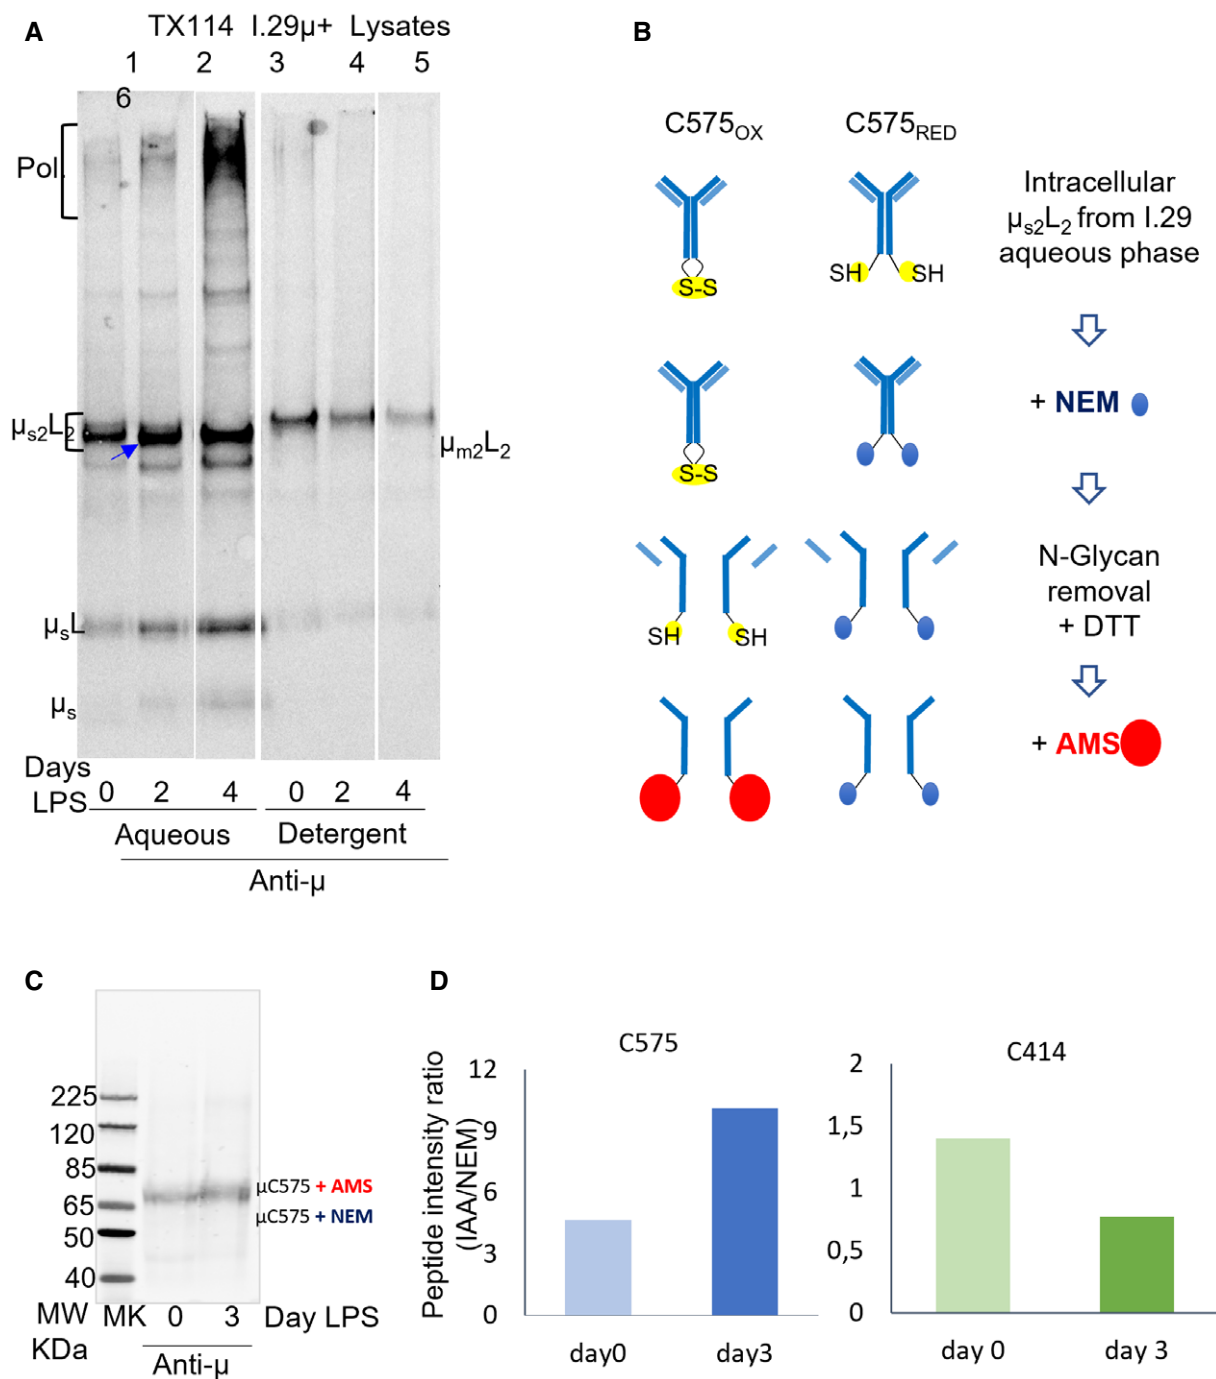 A
TX114 I.29µ+ Lysates
1 2 3 4 5
6
Pol
µs2L2
µm2L2
µsL
µs
Days
LPS
0 2 4 0 2 4
Aqueous Detergent
Anti-µ
B
C575OX C575RED
Intracellular
µs2L2 from I.29
aqueous phase
S-S
SH SH
+ NEM
S-S
N-Glycan
removal
+ DTT
SH SH
+ AMS
C
225
120
85
65
50
40
µC575 + AMS
µC575 + NEM
MW MK 0 3 Day LPS
KDa
Anti-µ
D
C575
Peptide intensity ratio
(IAA/NEM)
12
9
6
3
0
day0 day3
C414
2
1,5
1
0,5
0
day 0 day 3